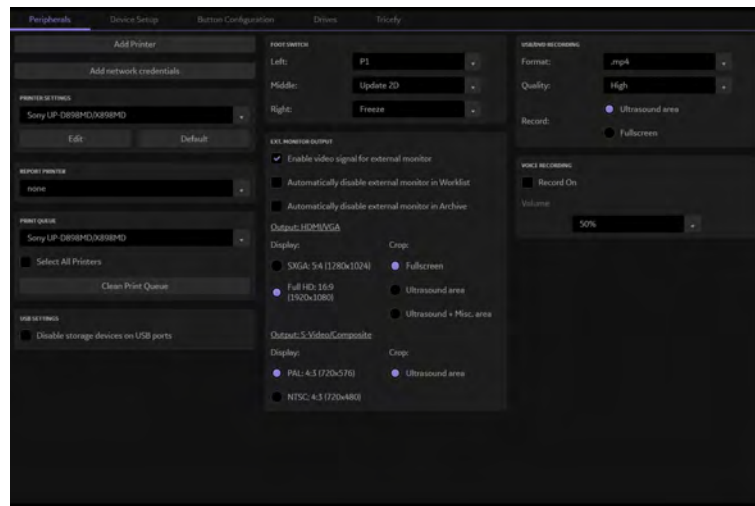 Peripherals Device Setup Button Configuration Drives Tricefy
Add Printer
Add network credentials
PRINTER SETTINGS
Sony UP-D898MD/X898MD
Edit Default
REPORT PRINTER
none
PRINT QUEUE
Sony UP-D898MD/X898MD
Select All Printers
Clean Print Queue
USB SETTINGS
Disable storage devices on USB ports
FOOT SWITCH
Left: P1
Middle: Update 2D
Right: Freeze
EXT. MONITOR OUTPUT
Enable video signal for external monitor
Automatically disable external monitor in Worklist
Automatically disable external monitor in Archive
Output: HDMI/VGA
Display: Crop:
SXGA: 5:4 (1280x1024) Fullscreen
Full HD: 16:9
(1920x1080)
Ultrasound area
Ultrasound + Misc. area
Output: S-Video/Composite
Display: Crop:
PAL: 4:3 (720x576) Ultrasound area
NTSC: 4:3 (720x480)
USB/DVD RECORDING
Format: .mp4
Quality: High
Record:
Ultrasound area
Fullscreen
VOICE RECORDING
Record On
Volume:
50%